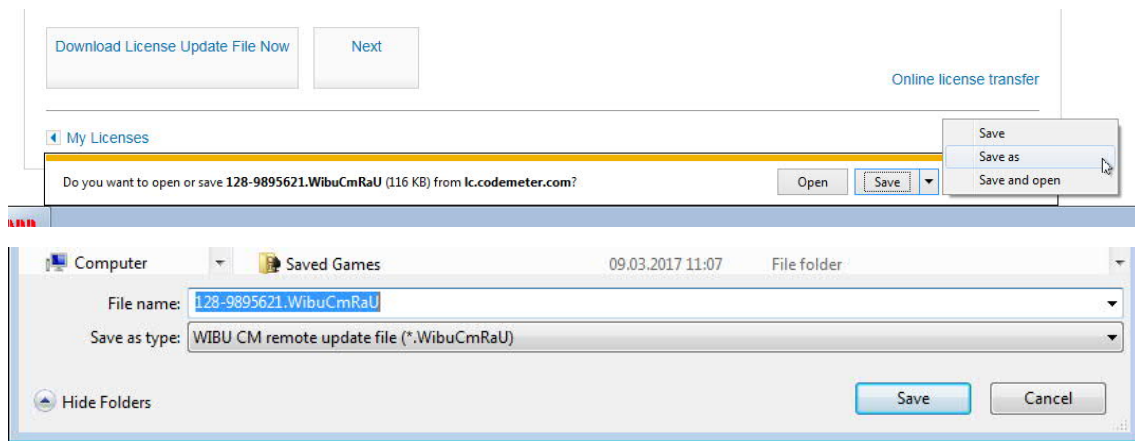 Download License Update File Now
Next
Online license transfer
My Licenses
Save
Save as
Save and open
Do you want to open or save 128-9895621.WibuCmRaU (116 KB) from lc.codemeter.com?
Open
Save
Computer
Saved Games
09.03.2017 11:07
File folder
File name:
128-9895621.WibuCmRaU
Save as type:
WIBU CM remote update file (*.WibuCmRaU)
Hide Folders
Save
Cancel